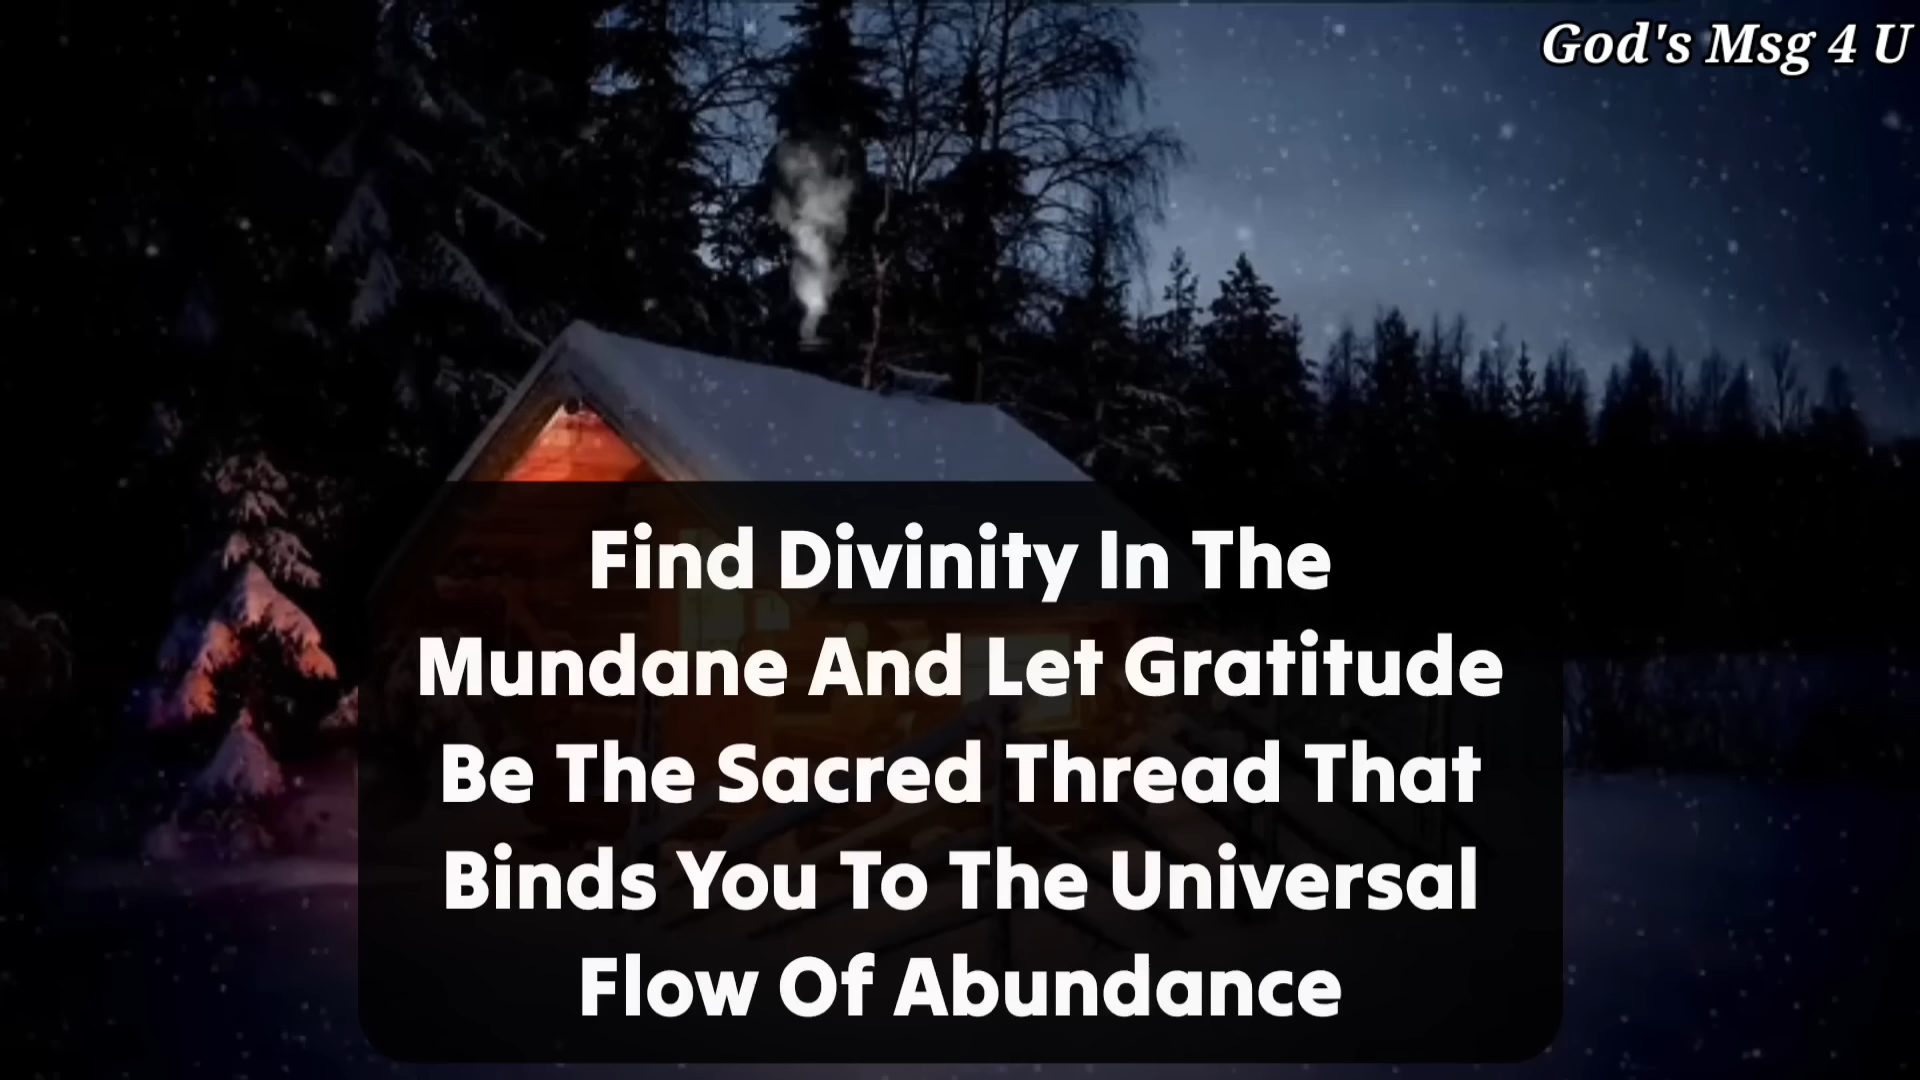 God's Msg 4 U
Find Divinity In The
Mundane And Let Gratitude
Be The Sacred Thread That
Binds You To The Universal
Flow Of Abundance